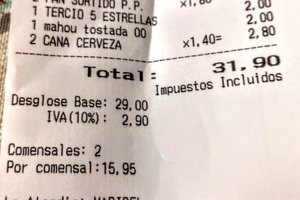 2 PAN SURTIDO P.P. x1,00= 2,00
1 TERCIO 5 ESTRELLAS 2,00
1 mahou tostada 00 2,00
2 CANA CERVEZA x1,40= 2,80
Total: 31.90
Impuestos Incluidos
Desglose Base: 29,00
IVA(10%): 2,90
Comensales: 2
Por comensal:15,95